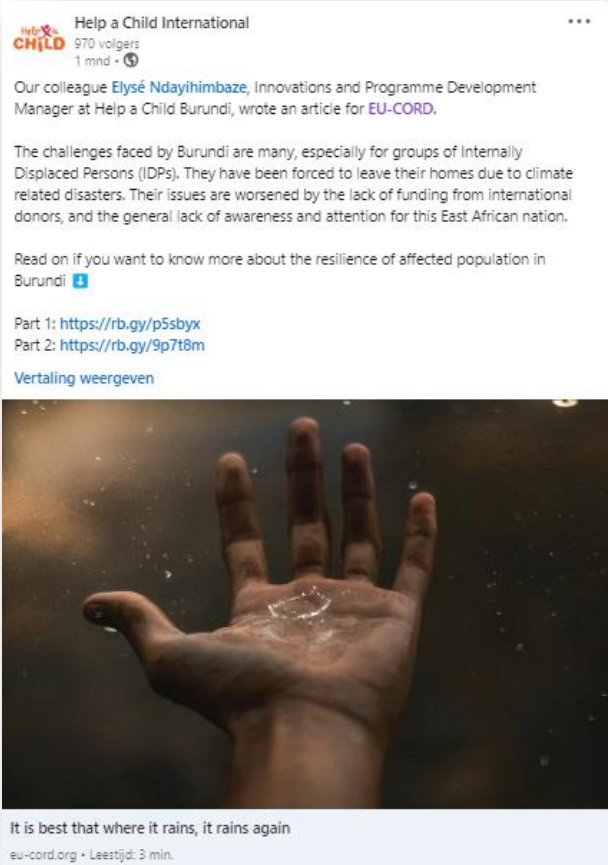 Help a
CHiLD
Help a Child International
970 volgers
1 mnd •
Our colleague Elysé Ndayihimbaze, Innovations and Programme Development
Manager at Help a Child Burundi, wrote an article for EU-CORD.
The challenges faced by Burundi are many, especially for groups of Internally
Displaced Persons (IDPs). They have been forced to leave their homes due to climate
related disasters. Their issues are worsened by the lack of funding from international
donors, and the general lack of awareness and attention for this East African nation.
Read on if you want to know more about the resilience of affected population in
Burundi ⬇️
Part 1: https://rb.gy/p5sbyx
Part 2: https://rb.gy/9p7t8m
Vertaling weergeven
It is best that where it rains, it rains again
eu-cord.org • Leestijd: 3 min.